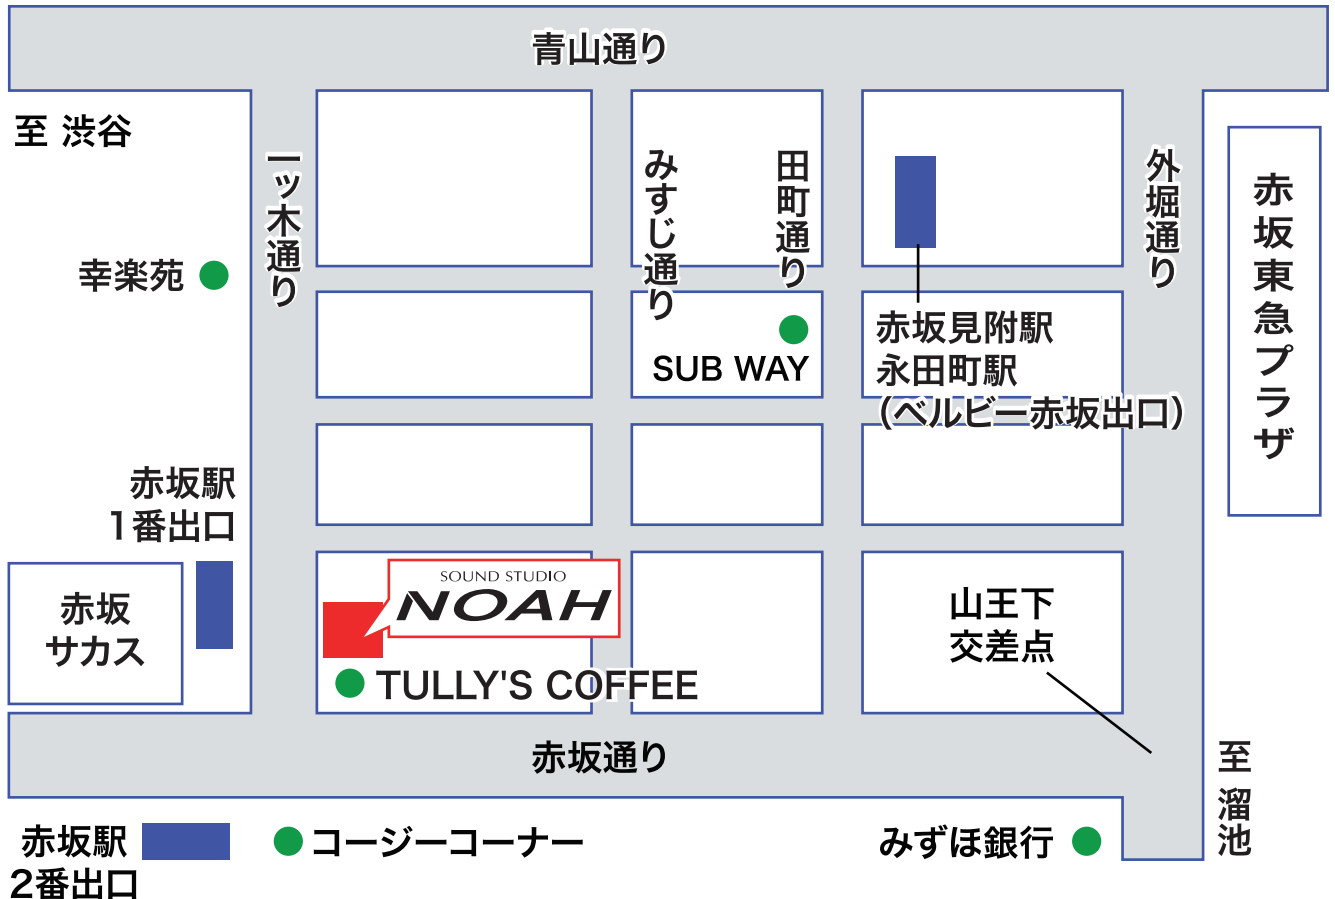 青山通り
至 渋谷
一ッ木通り
みすじ通り
田町通り
外堀通り
赤坂東急プラザ
幸楽苑
SUB WAY
赤坂見附駅
永田町駅
(ベルビー赤坂出口)
赤坂駅
1番出口
赤坂
サカス
SOUND STUDIO
NOAH
TULLY'S COFFEE
山王下
交差点
赤坂通り
至 溜池
赤坂駅
2番出口
コージーコーナー
みずほ銀行